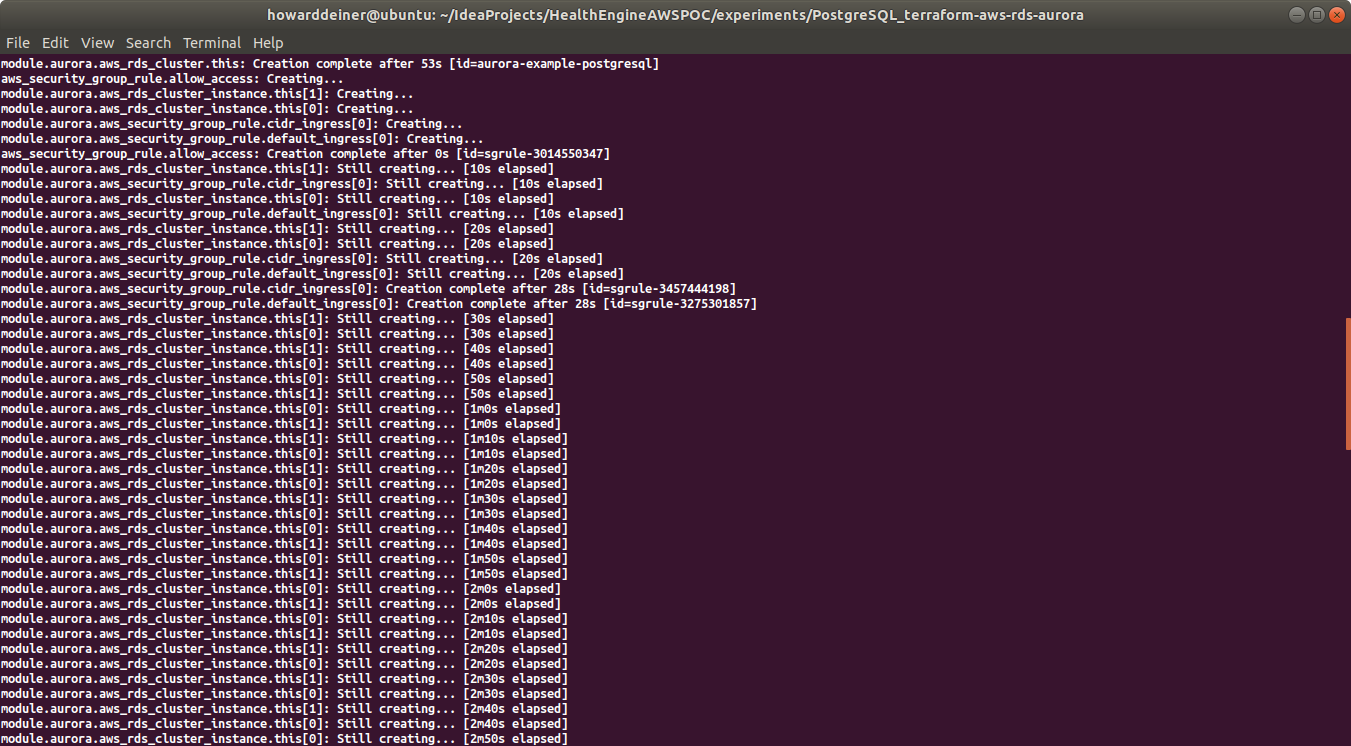 howarddeiner@ubuntu: ~/IdeaProjects/HealthEngineAWSPOC/experiments/PostgreSQL_terraform-aws-rds-aurora
File Edit View Search Terminal Help
module.aurora.aws_rds_cluster.this: Creation complete after 53s [id=aurora-example-postgresql]
aws_security_group_rule.allow_access: Creating...
module.aurora.aws_rds_cluster_instance.this[1]: Creating...
module.aurora.aws_rds_cluster_instance.this[0]: Creating...
module.aurora.aws_security_group_rule.cidr_ingress[0]: Creating...
module.aurora.aws_security_group_rule.default_ingress[0]: Creating...
aws_security_group_rule.allow_access: Creation complete after 0s [id=sgrule-3014550347]
module.aurora.aws_rds_cluster_instance.this[1]: Still creating... [10s elapsed]
module.aurora.aws_security_group_rule.cidr_ingress[0]: Still creating... [10s elapsed]
module.aurora.aws_rds_cluster_instance.this[0]: Still creating... [10s elapsed]
module.aurora.aws_security_group_rule.default_ingress[0]: Still creating... [10s elapsed]
module.aurora.aws_rds_cluster_instance.this[1]: Still creating... [20s elapsed]
module.aurora.aws_rds_cluster_instance.this[0]: Still creating... [20s elapsed]
module.aurora.aws_security_group_rule.cidr_ingress[0]: Still creating... [20s elapsed]
module.aurora.aws_security_group_rule.default_ingress[0]: Still creating... [20s elapsed]
module.aurora.aws_security_group_rule.cidr_ingress[0]: Creation complete after 28s [id=sgrule-3457444198]
module.aurora.aws_security_group_rule.default_ingress[0]: Creation complete after 28s [id=sgrule-3275301857]
module.aurora.aws_rds_cluster_instance.this[1]: Still creating... [30s elapsed]
module.aurora.aws_rds_cluster_instance.this[0]: Still creating... [30s elapsed]
module.aurora.aws_rds_cluster_instance.this[1]: Still creating... [40s elapsed]
module.aurora.aws_rds_cluster_instance.this[0]: Still creating... [40s elapsed]
module.aurora.aws_rds_cluster_instance.this[0]: Still creating... [50s elapsed]
module.aurora.aws_rds_cluster_instance.this[1]: Still creating... [50s elapsed]
module.aurora.aws_rds_cluster_instance.this[0]: Still creating... [1m0s elapsed]
module.aurora.aws_rds_cluster_instance.this[1]: Still creating... [1m0s elapsed]
module.aurora.aws_rds_cluster_instance.this[1]: Still creating... [1m10s elapsed]
module.aurora.aws_rds_cluster_instance.this[0]: Still creating... [1m10s elapsed]
module.aurora.aws_rds_cluster_instance.this[1]: Still creating... [1m20s elapsed]
module.aurora.aws_rds_cluster_instance.this[0]: Still creating... [1m20s elapsed]
module.aurora.aws_rds_cluster_instance.this[1]: Still creating... [1m30s elapsed]
module.aurora.aws_rds_cluster_instance.this[0]: Still creating... [1m30s elapsed]
module.aurora.aws_rds_cluster_instance.this[0]: Still creating... [1m40s elapsed]
module.aurora.aws_rds_cluster_instance.this[1]: Still creating... [1m40s elapsed]
module.aurora.aws_rds_cluster_instance.this[0]: Still creating... [1m50s elapsed]
module.aurora.aws_rds_cluster_instance.this[1]: Still creating... [1m50s elapsed]
module.aurora.aws_rds_cluster_instance.this[0]: Still creating... [2m0s elapsed]
module.aurora.aws_rds_cluster_instance.this[1]: Still creating... [2m0s elapsed]
module.aurora.aws_rds_cluster_instance.this[0]: Still creating... [2m10s elapsed]
module.aurora.aws_rds_cluster_instance.this[1]: Still creating... [2m10s elapsed]
module.aurora.aws_rds_cluster_instance.this[1]: Still creating... [2m20s elapsed]
module.aurora.aws_rds_cluster_instance.this[0]: Still creating... [2m20s elapsed]
module.aurora.aws_rds_cluster_instance.this[1]: Still creating... [2m30s elapsed]
module.aurora.aws_rds_cluster_instance.this[0]: Still creating... [2m30s elapsed]
module.aurora.aws_rds_cluster_instance.this[1]: Still creating... [2m40s elapsed]
module.aurora.aws_rds_cluster_instance.this[0]: Still creating... [2m40s elapsed]
module.aurora.aws_rds_cluster_instance.this[0]: Still creating... [2m50s elapsed]